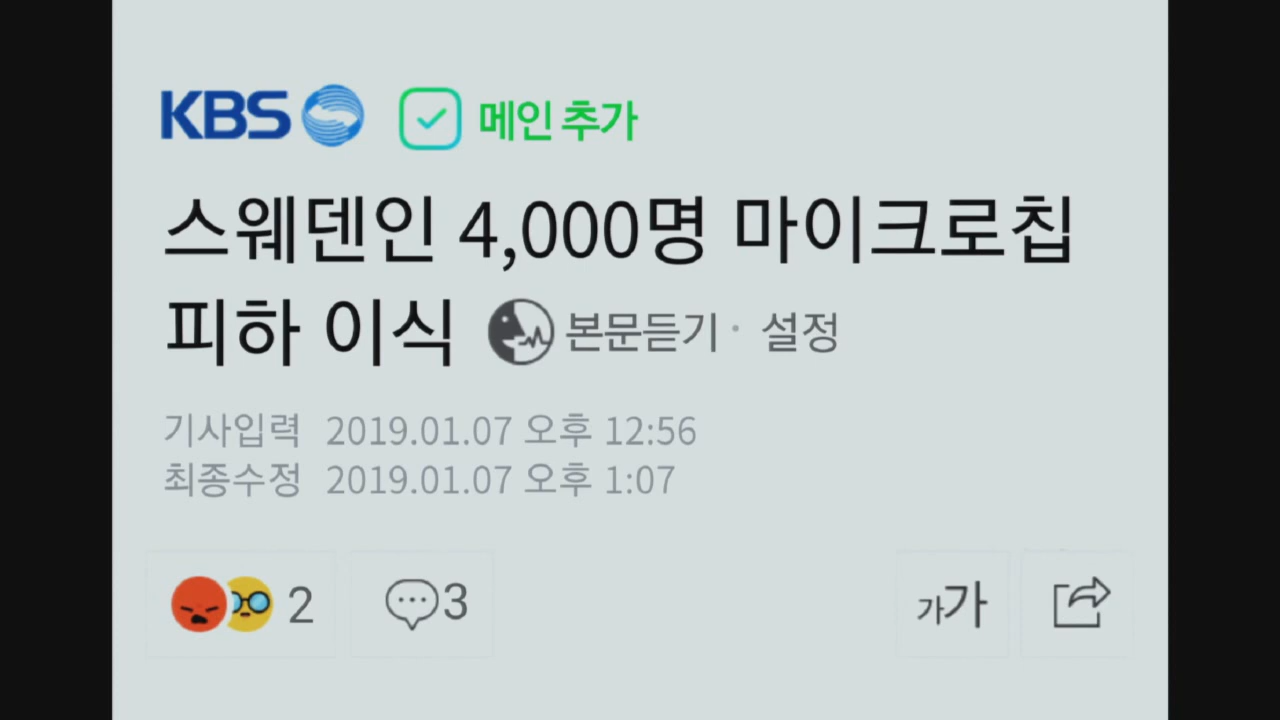 KBS 메인 추가
스웨덴인 4,000명 마이크로칩
피하 이식 본문듣기 · 설정
기사입력 2019.01.07 오후 12:56
최종수정 2019.01.07 오후 1:07
2 3 가가